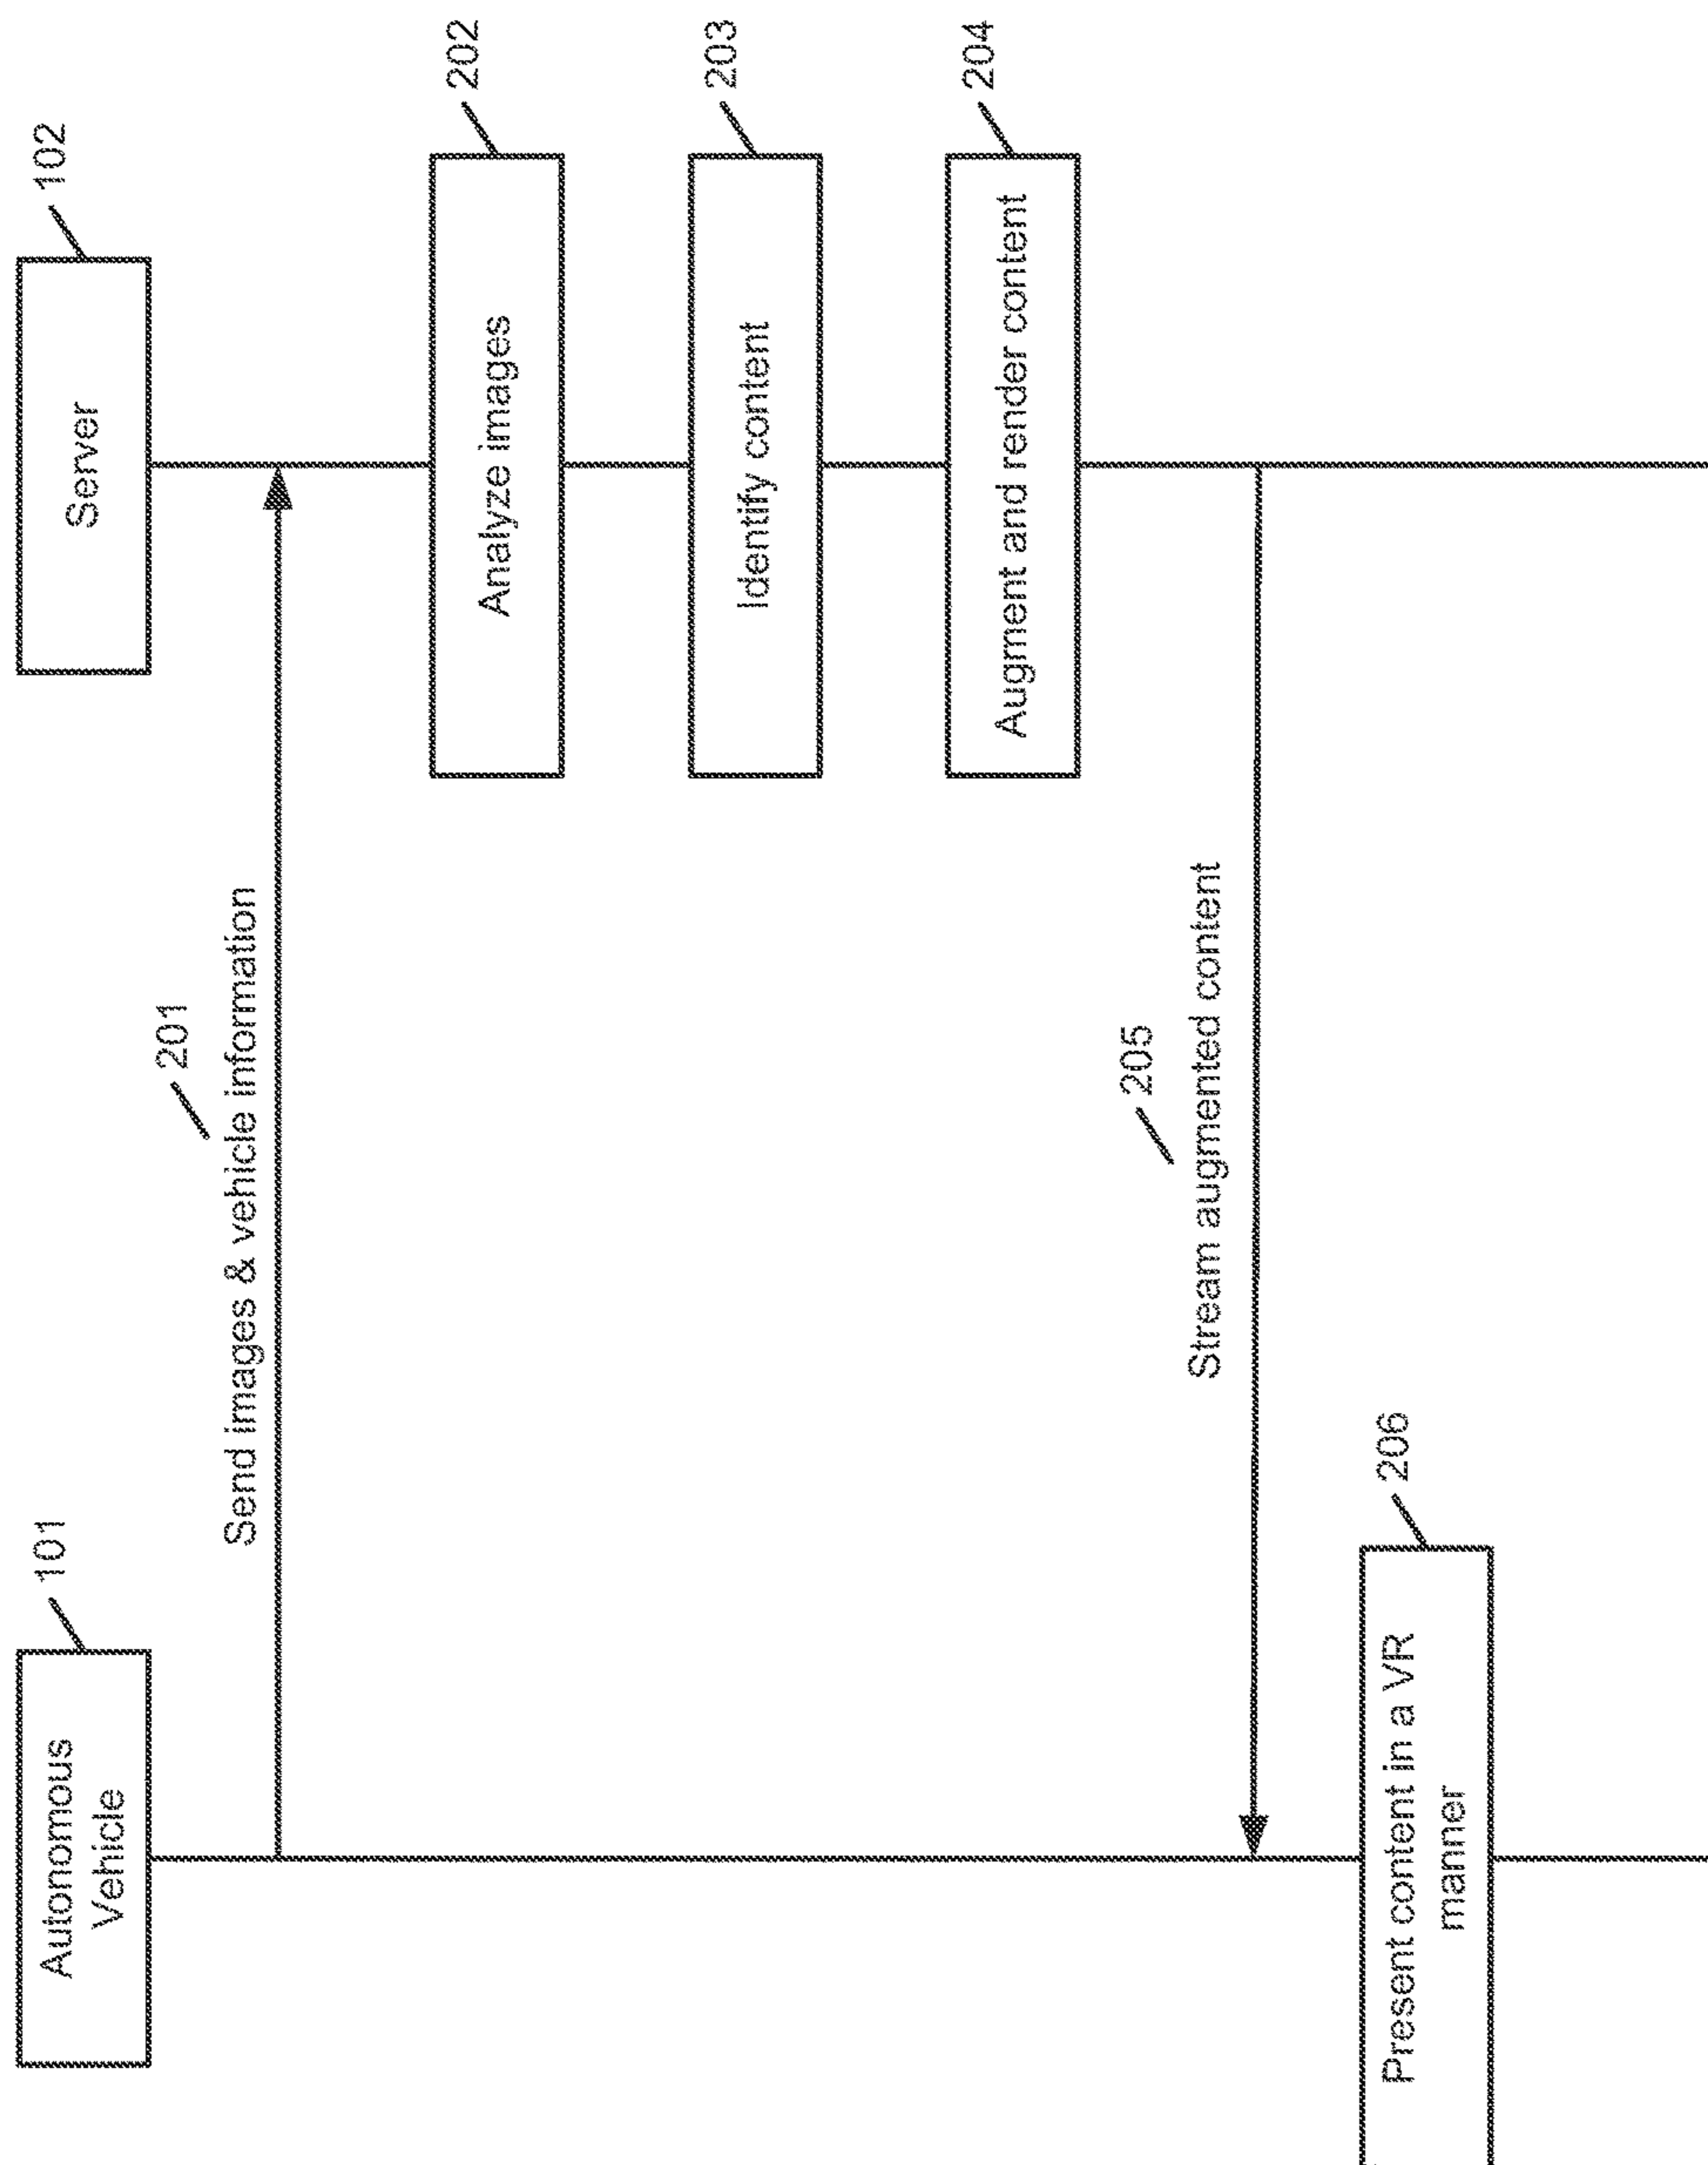 Autonomous
Vehicle
101
Server
102
201
Send images & vehicle information
Analyze images
202
Identify content
203
Augment and render content
204
205
Stream augmented content
Present content in a VR
manner
206